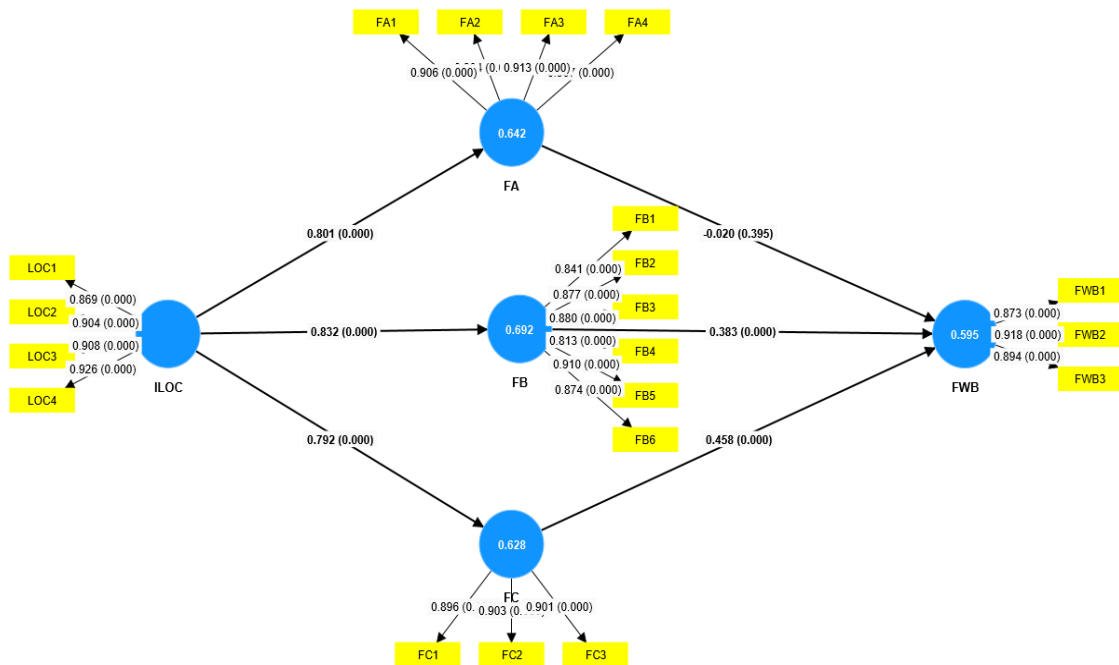 FA1
FA2
FA3
FA4
0.906 (0.000)
0.913 (0.000)
(0.000)
0.642
FA
0.801 (0.000)
-0.020 (0.395)
LOC1
LOC2
LOC3
LOC4
0.869 (0.000)
0.904 (0.000)
0.908 (0.000)
0.926 (0.000)
ILOC
0.832 (0.000)
0.692
FB
FB1
FB2
FB3
FB4
FB5
FB6
0.841 (0.000)
0.877 (0.000)
0.880 (0.000)
0.813 (0.000)
0.910 (0.000)
0.874 (0.000)
0.383 (0.000)
0.595
FWB
FWB1
FWB2
FWB3
0.873 (0.000)
0.918 (0.000)
0.894 (0.000)
0.792 (0.000)
0.458 (0.000)
0.628
FC
0.896
0.903
0.901 (0.000)
FC1
FC2
FC3